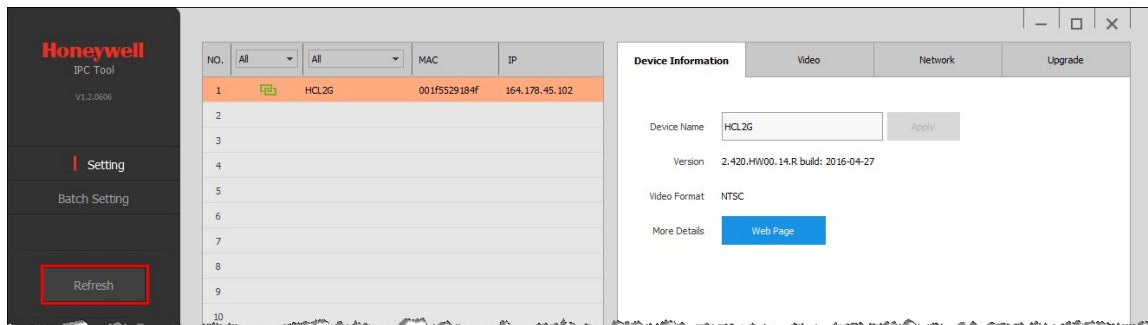 Honeywell
IPC Tool
V1.2.0606
Setting
Batch Setting
Refresh
NO. All All MAC IP
1 HCL2G 001f5529184f 164.178.45.102
2
3
4
5
6
7
8
9
10
Device Information Video Network Upgrade
Device Name HCL2G Apply
Version 2.420.HW00.14.R build: 2016-04-27
Video Format NTSC
More Details Web Page